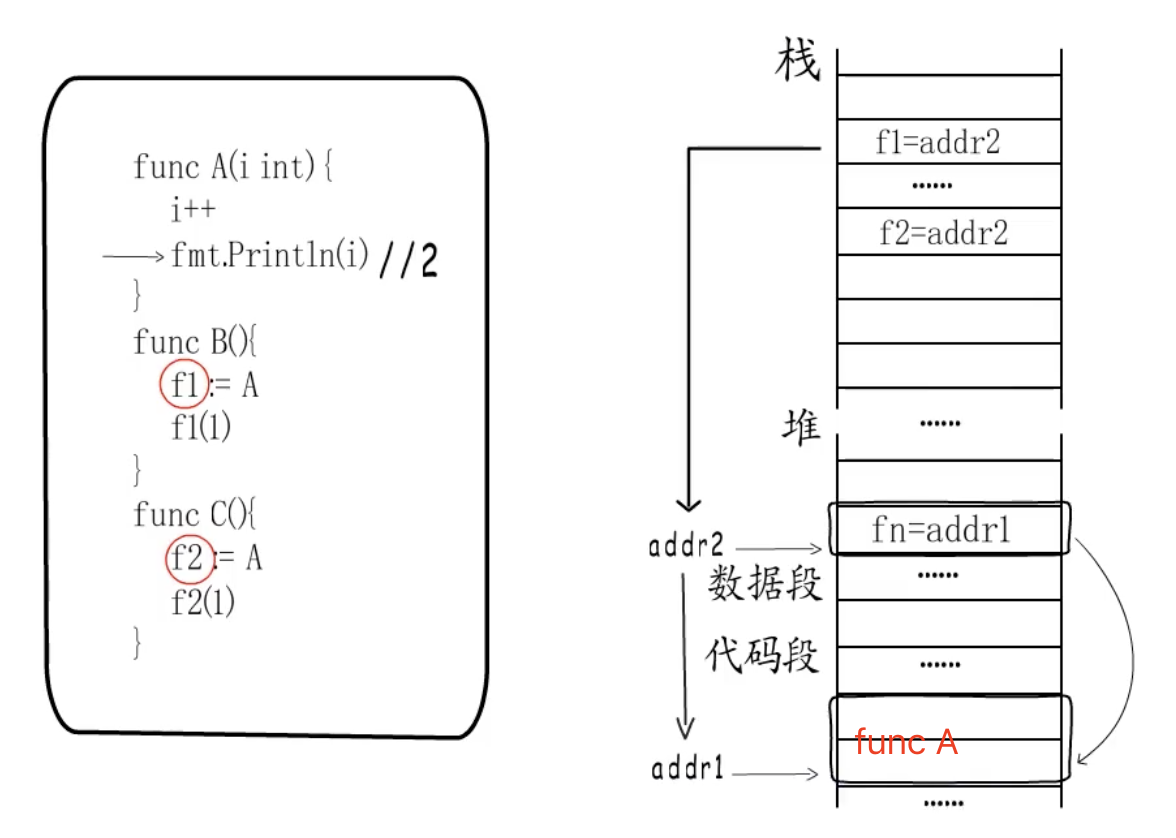 func A(i int) {
i++
fmt.Println(i) //2
}
func B(){
f1 := A
f1(1)
}
func C(){
f2 := A
f2(1)
}
栈
f1=addr2
......
f2=addr2
堆
......
addr2
fn=addr1
数据段
......
代码段
......
func A
addr1
......